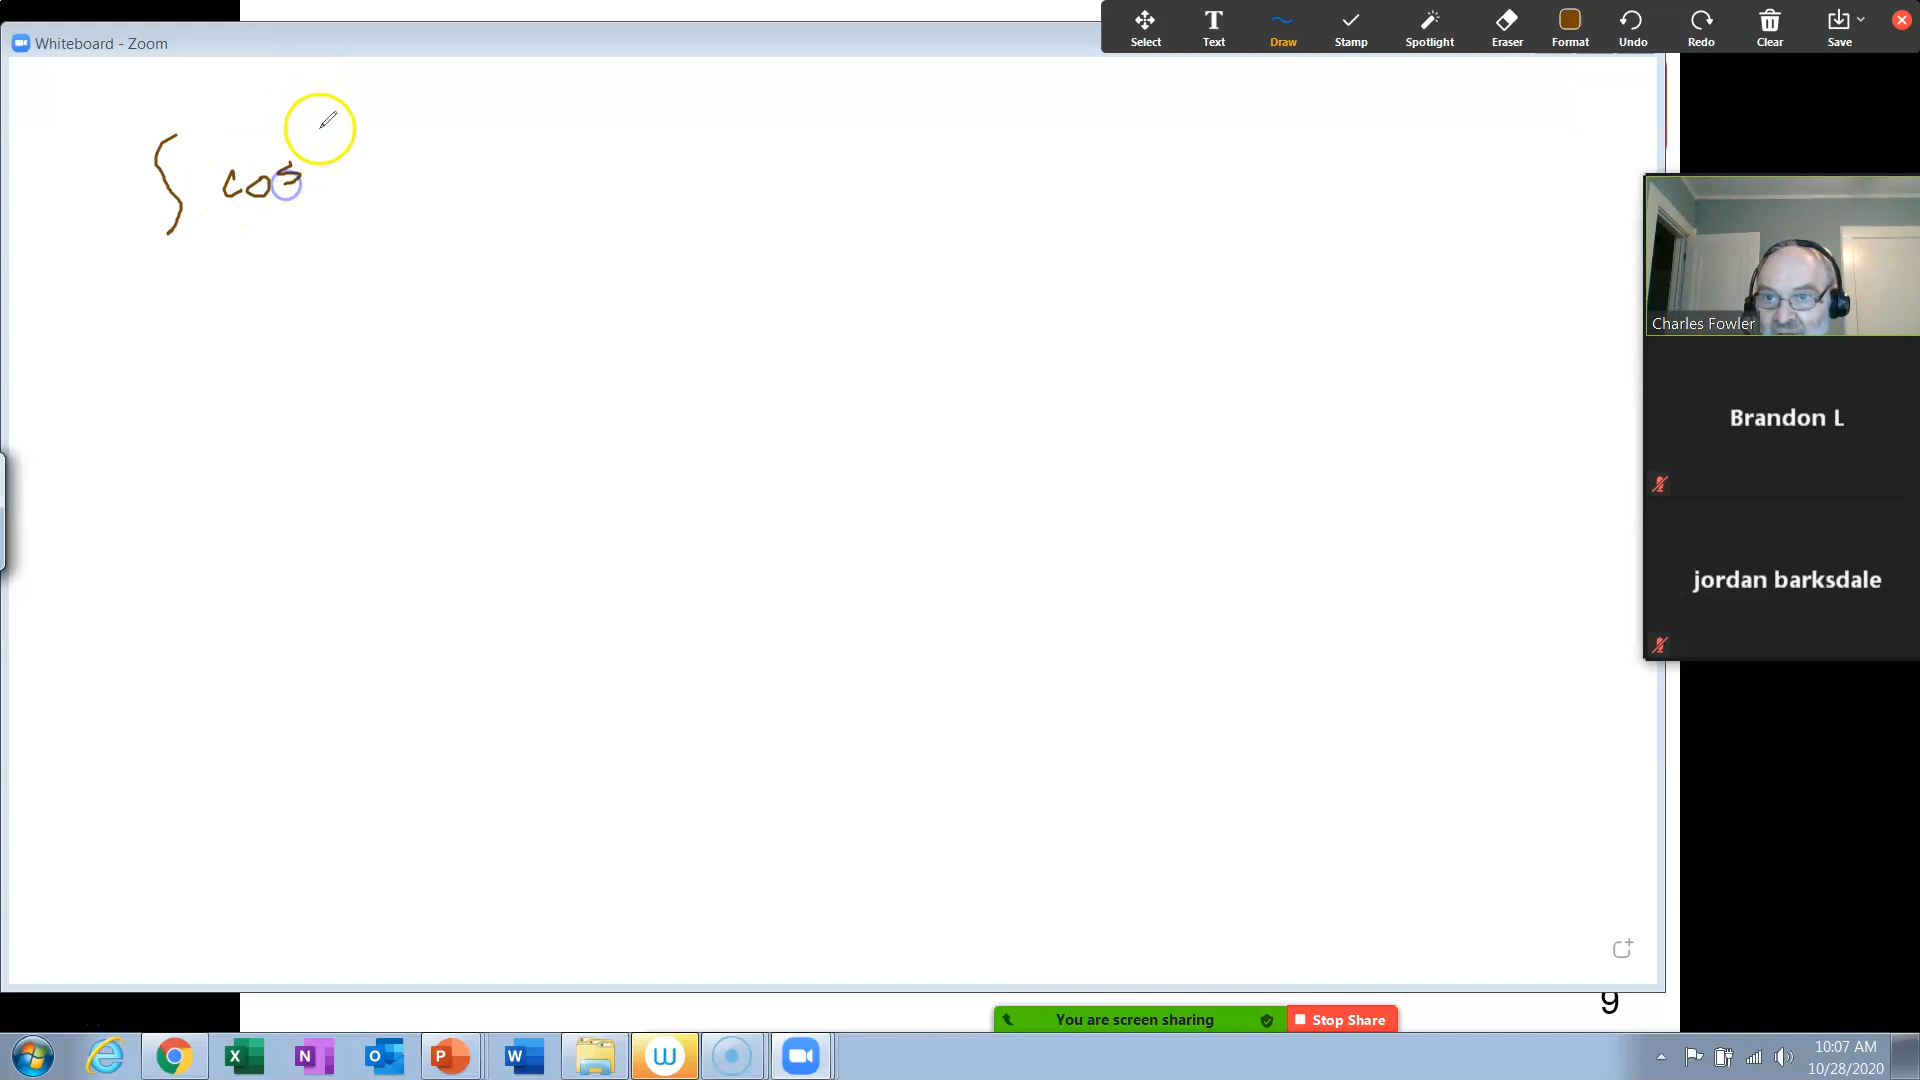 Select
Text
Draw
Stamp
Spotlight
Eraser
Format
Undo
Redo
Clear
Save
Whiteboard - Zoom
∫ cos
Charles Fowler
Brandon L
jordan barksdale
9
You are screen sharing
Stop Share
10:07 AM
10/28/2020